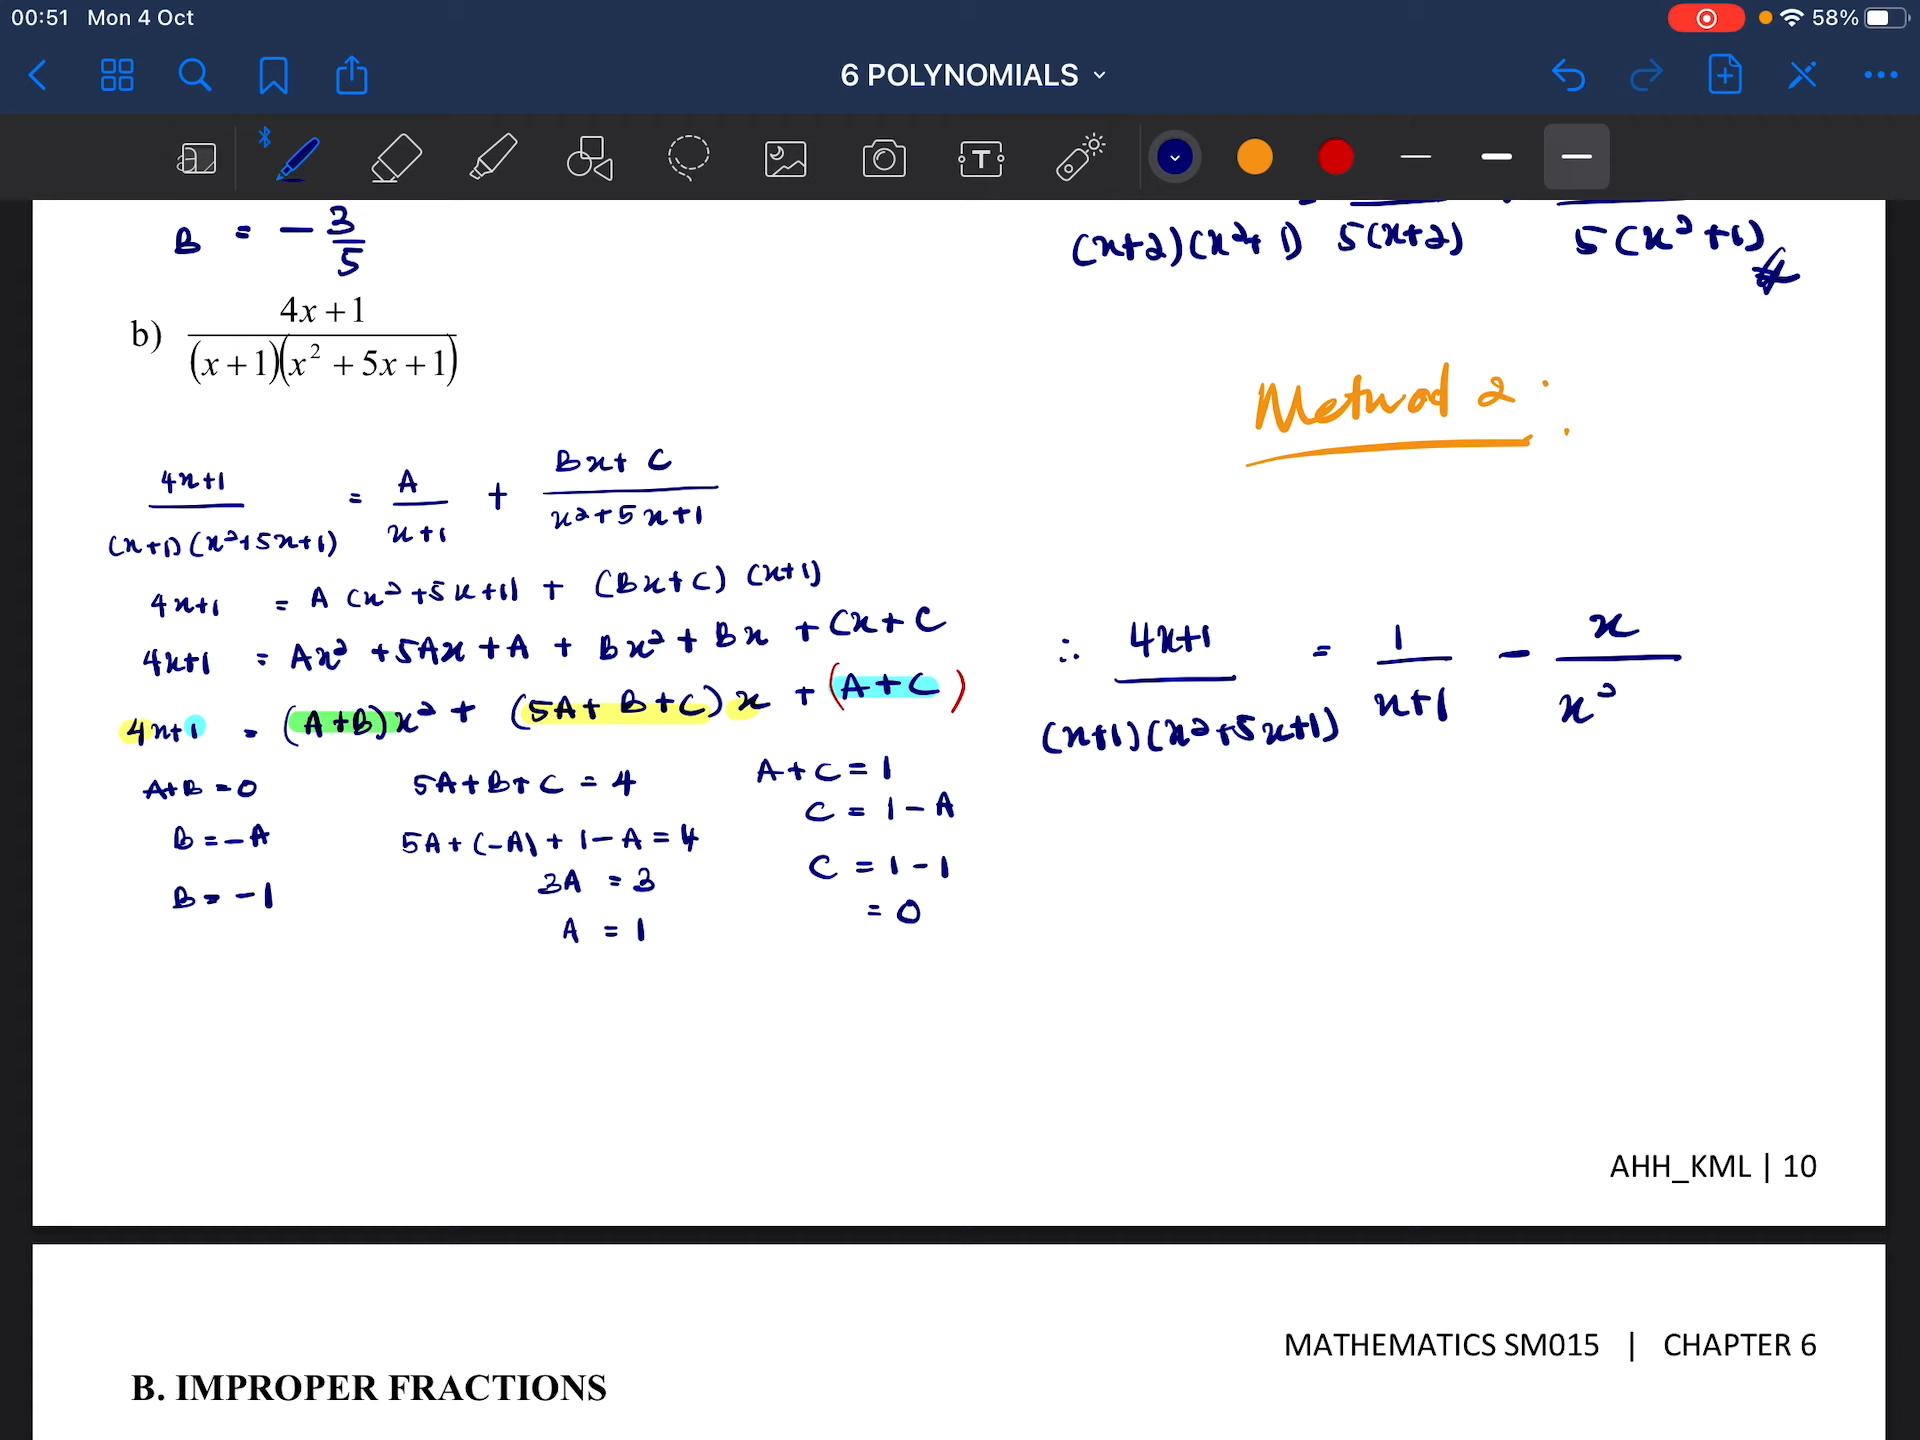 00:51 Mon 4 Oct
58%
6 POLYNOMIALS
B = - 3/5
(x+2)(x²+1) = 5(x+2) 5(x²+1)
b) 4x + 1
(x + 1)(x² + 5x + 1)
Method 2 :
4x+1 / (x+1)(x²+5x+1) = A / x+1 + Bx+ C / x²+5x+1
4x+1 = A (x²+5x+1) + (Bx+C) (x+1)
4x+1 = Ax² +5Ax +A + Bx² + Bx + Cx + C
4x+1 = (A+B)x² + (5A+ B+C)x + (A+C)
A+B = 0
B = -A
B = -1
5A+B+C = 4
5A+(-A) + 1-A = 4
3A = 3
A = 1
A+C = 1
C = 1 - A
C = 1 - 1
= 0
∴ 4x+1 / (x+1)(x²+5x+1) = 1 / x+1 - x / x²
AHH_KML | 10
MATHEMATICS SM015 | CHAPTER 6
B. IMPROPER FRACTIONS